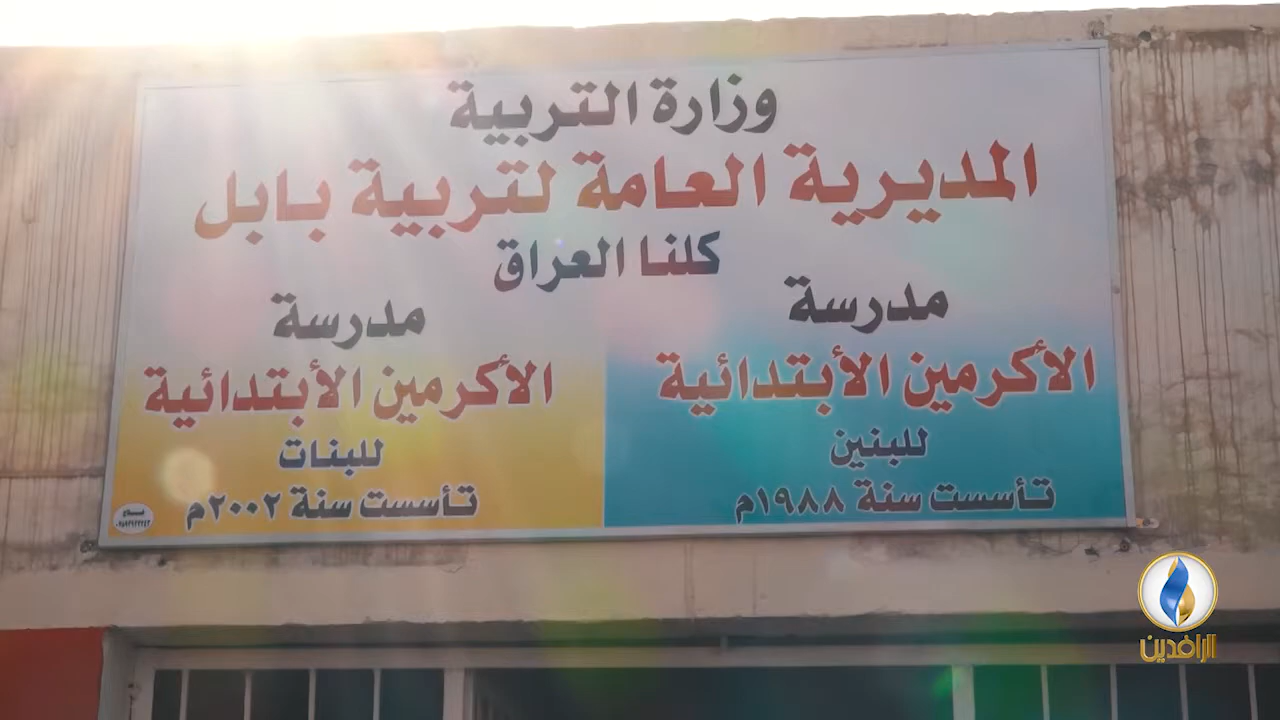 وزارة التربية
المديرية العامة لتربية بابل
كلنا العراق
مدرسة
الأكرمين الأبتدائية
للبنين
تأسست سنة ١٩٨٨م
مدرسة
الأكرمين الأبتدائية
للبنات
تأسست سنة ٢٠٠٢م
الرافدين